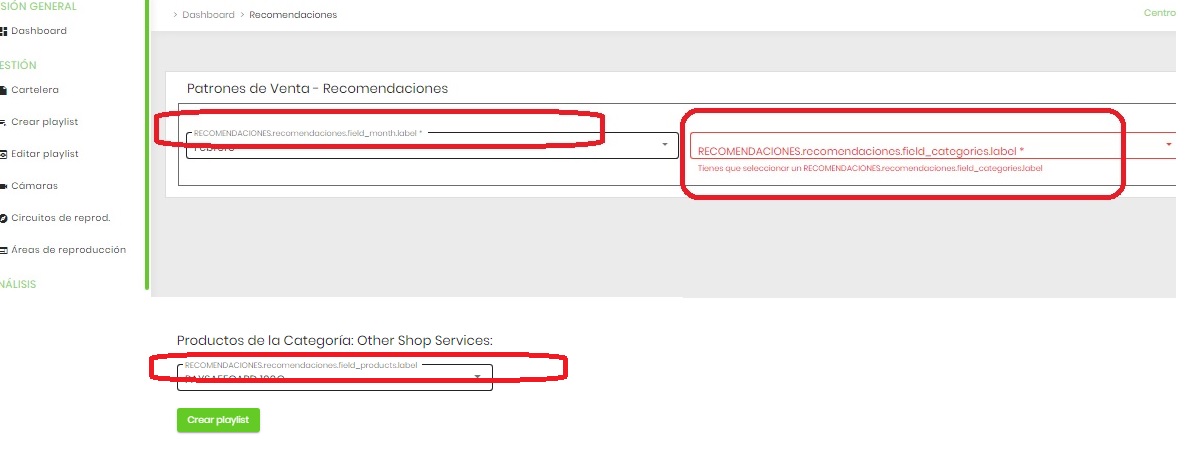 SIÓN GENERAL
Dashboard
ESTIÓN
Cartelera
Crear playlist
Editar playlist
Cámaras
Circuitos de reprod.
Áreas de reproducción
NÁLISIS
> Dashboard > Recomendaciones
Centro
Patrones de Venta - Recomendaciones
RECOMENDACIONES.recomendaciones.field_month.label *
Febrero
RECOMENDACIONES.recomendaciones.field_categories.label *
Tienes que seleccionar un RECOMENDACIONES.recomendaciones.field_categories.label
Productos de la Categoría: Other Shop Services:
RECOMENDACIONES.recomendaciones.field_products.label
Crear playlist